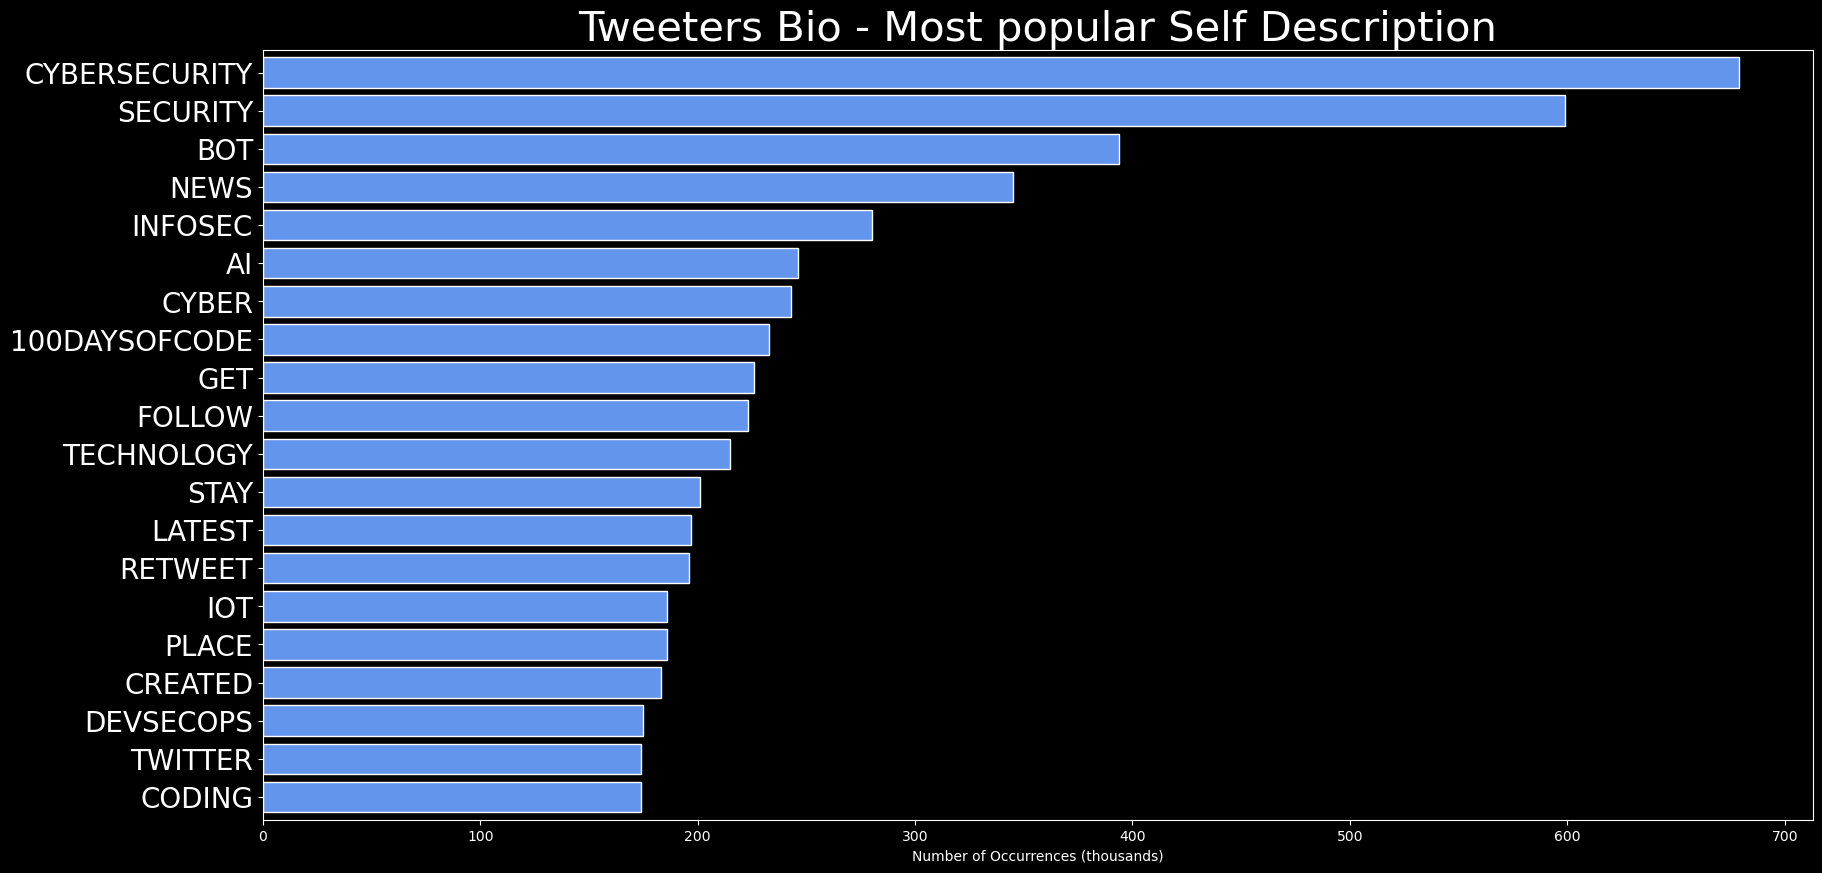 Tweeters Bio - Most popular Self Description
CYBERSECURITY
SECURITY
BOT
NEWS
INFOSEC
AI
CYBER
100DAYSOFCODE
GET
FOLLOW
TECHNOLOGY
STAY
LATEST
RETWEET
IOT
PLACE
CREATED
DEVSECOPS
TWITTER
CODING
0 100 200 300 400 500 600 700
Number of Occurrences (thousands)